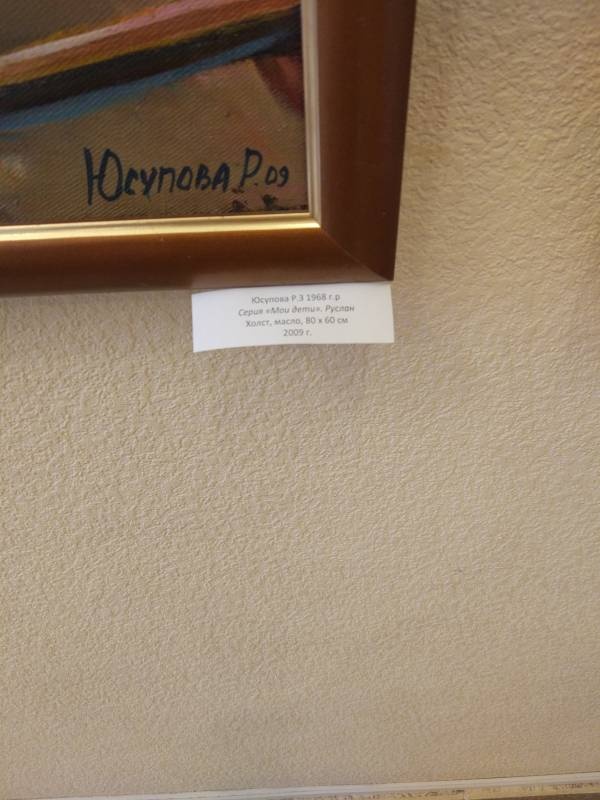 Юсупова Р.09
Юсупова Р.З 1968 г.р
Серия «Мои дети». Руслан
Холст, масло, 80 х 60 см
2009 г.